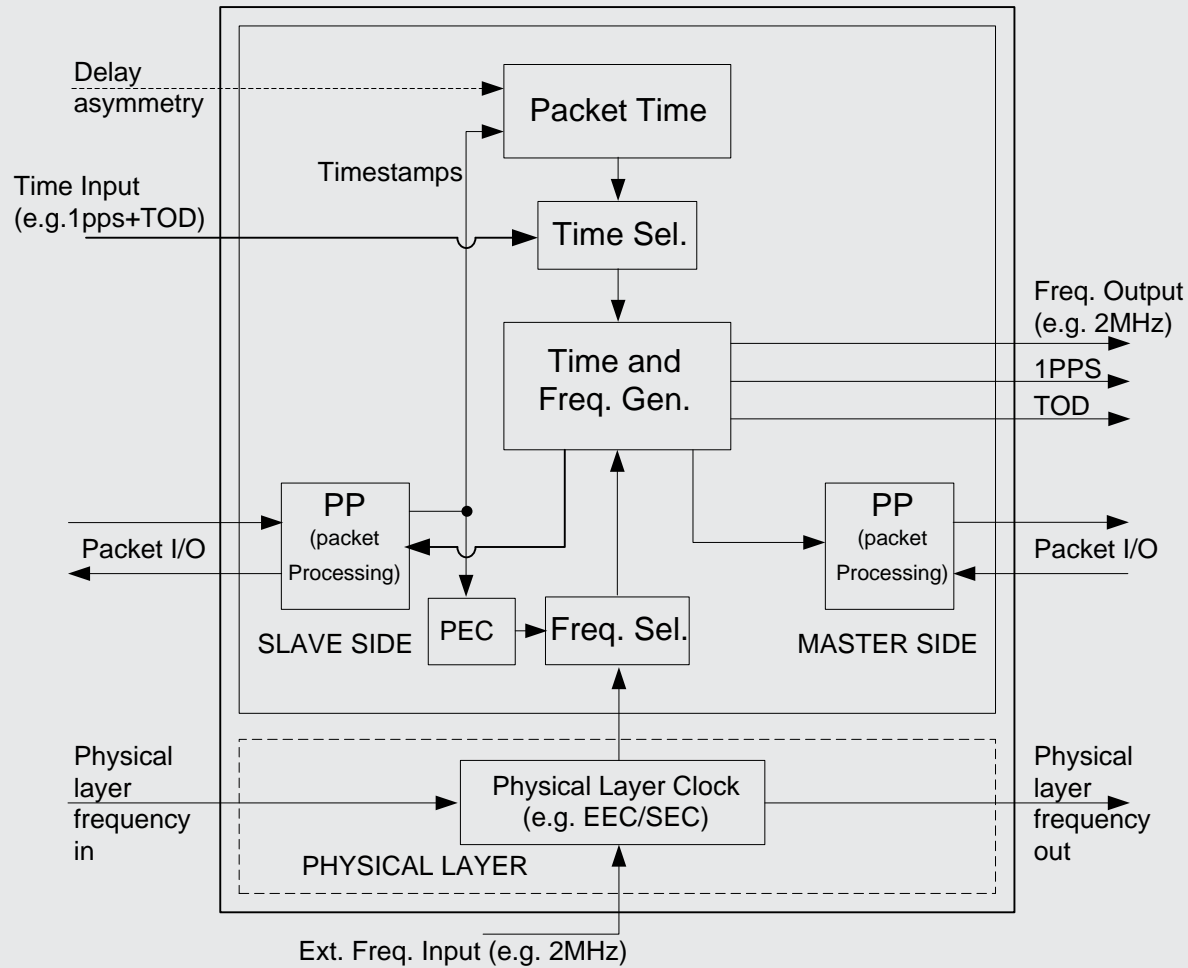 Delay
asymmetry
Packet Time
Timestamps
Time Input
(e.g.1pps+TOD)
Time Sel.
Freq. Output
(e.g. 2MHz)
Time and
Freq. Gen.
1PPS
TOD
PP
(packet
Processing)
Packet I/O
PP
(packet
Processing)
Packet I/O
PEC
Freq. Sel.
SLAVE SIDE
MASTER SIDE
Physical
layer
frequency
in
Physical Layer Clock
(e.g. EEC/SEC)
Physical
layer
frequency
out
PHYSICAL LAYER
Ext. Freq. Input (e.g. 2MHz)